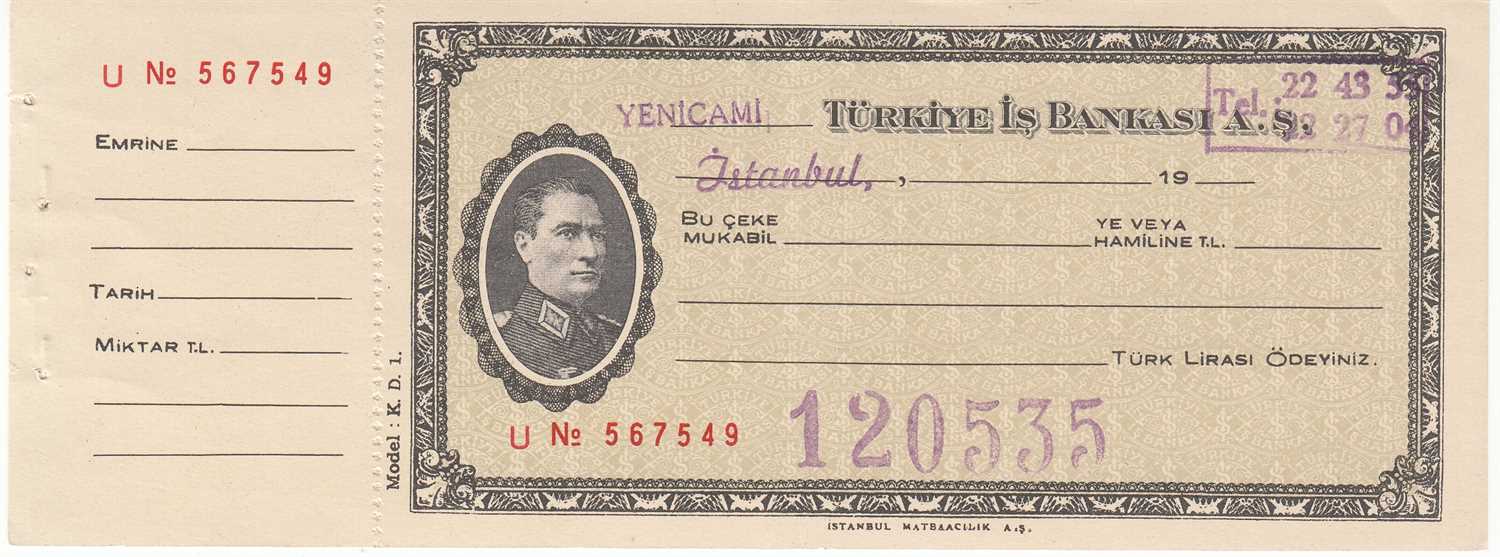 U № 567549
EMRİNE
TARİH
MİKTAR T.L.
Model : K. D. 1.
YENİCAMİ TÜRKİYE İŞ BANKASI A.Ş.
Tel.: 22 43
22 27 04
İstanbul, , 19
BU ÇEKE
MUKABİL
YE VEYA
HAMİLİNE T.L.
TÜRK LİRASI ÖDEYİNİZ.
U № 567549
120535
İSTANBUL MATBAACILIK A.Ş.